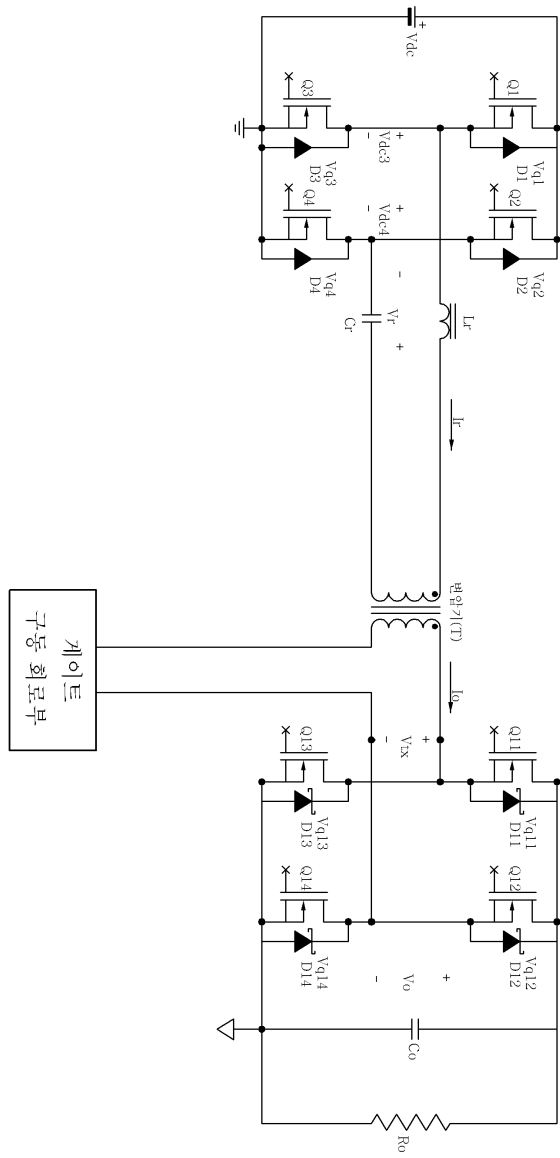 Vdc
+
Q1
Vq1
D1
Q2
Vq2
D2
Q3
Vq3
D3
Q4
Vq4
D4
+
Vdc3
-
+
Vdc4
-
Lr
-
Vr
+
Cr
Ir
변압기(T)
Io
+
Vtx
-
게이트
구동 회로부
Q11
Vq11
D11
Q12
Vq12
D12
Q13
Vq13
D13
Q14
Vq14
D14
+
Vo
-
Co
Ro